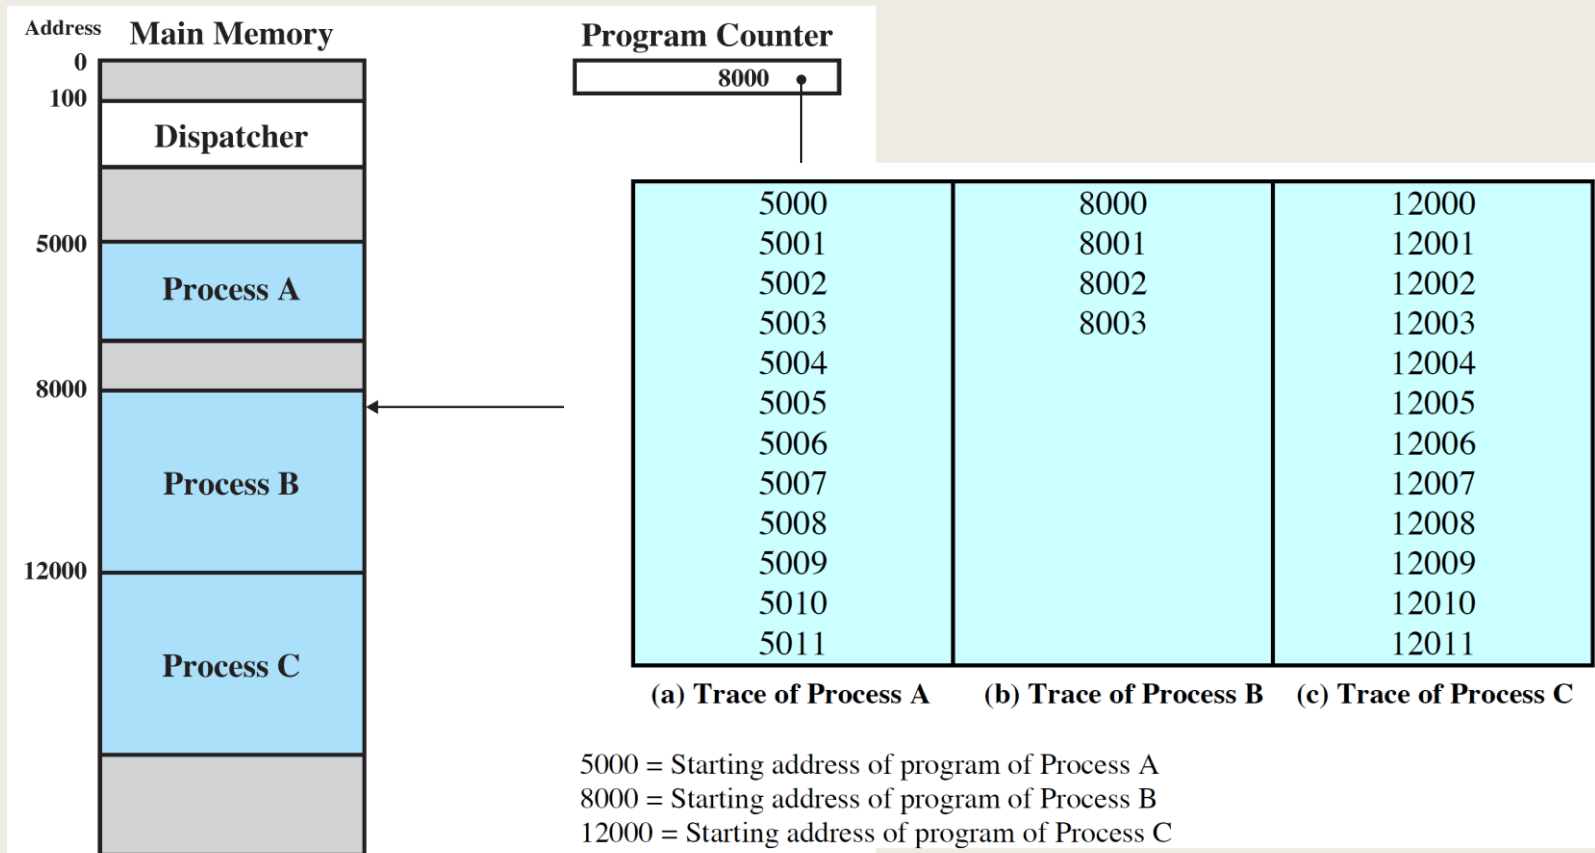 Address
Main Memory
0
100
Dispatcher
5000
Process A
8000
Process B
12000
Process C
Program Counter
8000
5000 8000 12000
5001 8001 12001
5002 8002 12002
5003 8003 12003
5004 12004
5005 12005
5006 12006
5007 12007
5008 12008
5009 12009
5010 12010
5011 12011
(a) Trace of Process A (b) Trace of Process B (c) Trace of Process C
5000 = Starting address of program of Process A
8000 = Starting address of program of Process B
12000 = Starting address of program of Process C